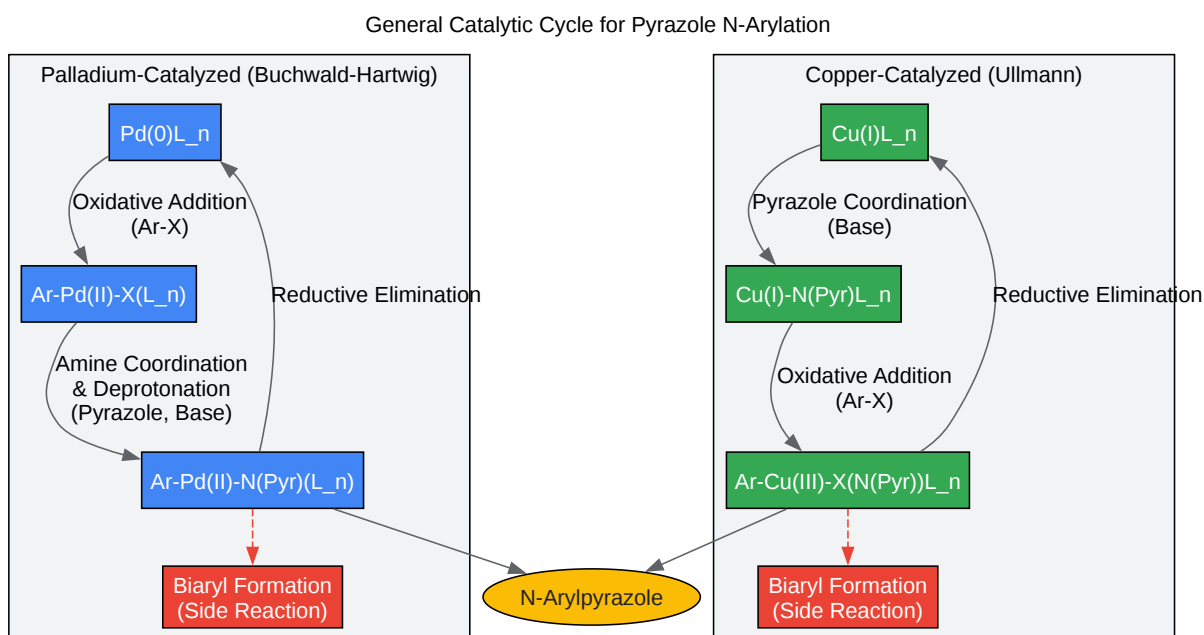 General Catalytic Cycle for Pyrazole N-Arylation
Palladium-Catalyzed (Buchwald-Hartwig)
Pd(0)L_n
Oxidative Addition
(Ar-X)
Ar-Pd(II)-X(L_n)
Reductive Elimination
Amine Coordination
& Deprotonation
(Pyrazole, Base)
Ar-Pd(II)-N(Pyr)(L_n)
Biaryl Formation
(Side Reaction)
N-Arylpyrazole
Copper-Catalyzed (Ullmann)
Cu(I)L_n
Pyrazole Coordination
(Base)
Cu(I)-N(Pyr)L_n
Reductive Elimination
Oxidative Addition
(Ar-X)
Ar-Cu(III)-X(N(Pyr))L_n
Biaryl Formation
(Side Reaction)